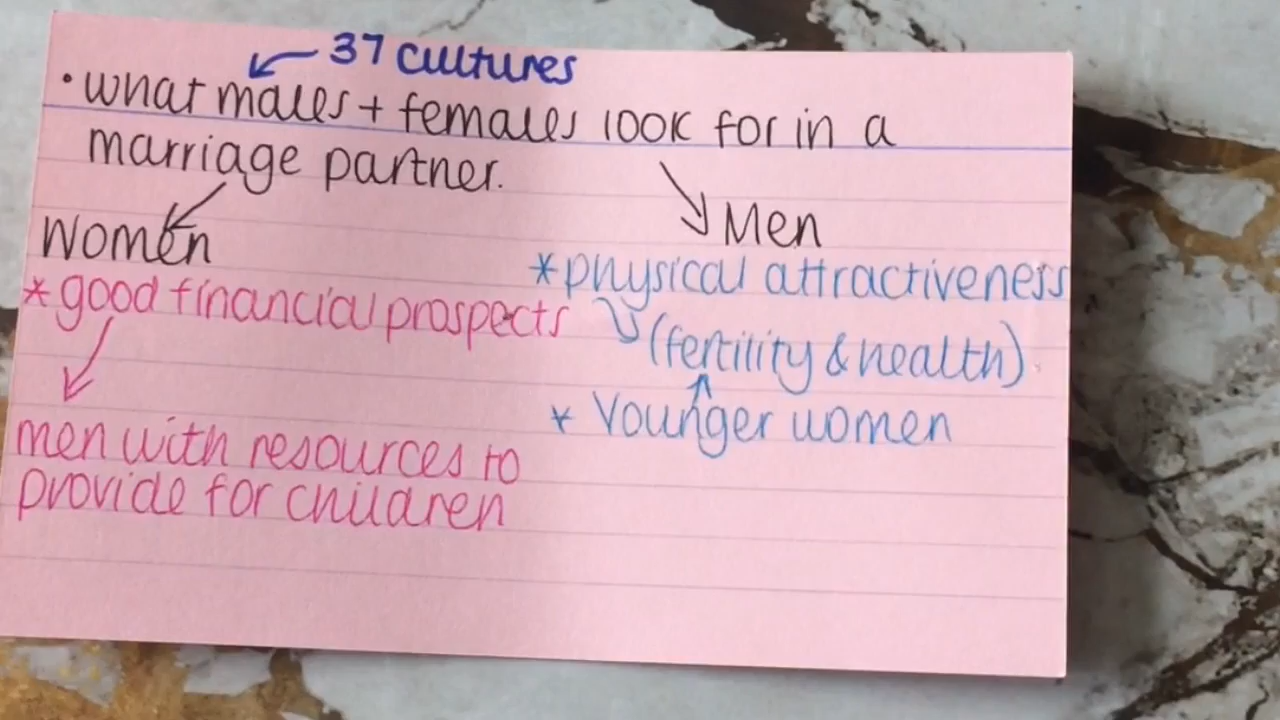 37 cultures
• what males + females look for in a
marriage partner.
Women
* good financial prospects
men with resources to
provide for children
Men
* physical attractiveness
(fertility & health).
* Younger women